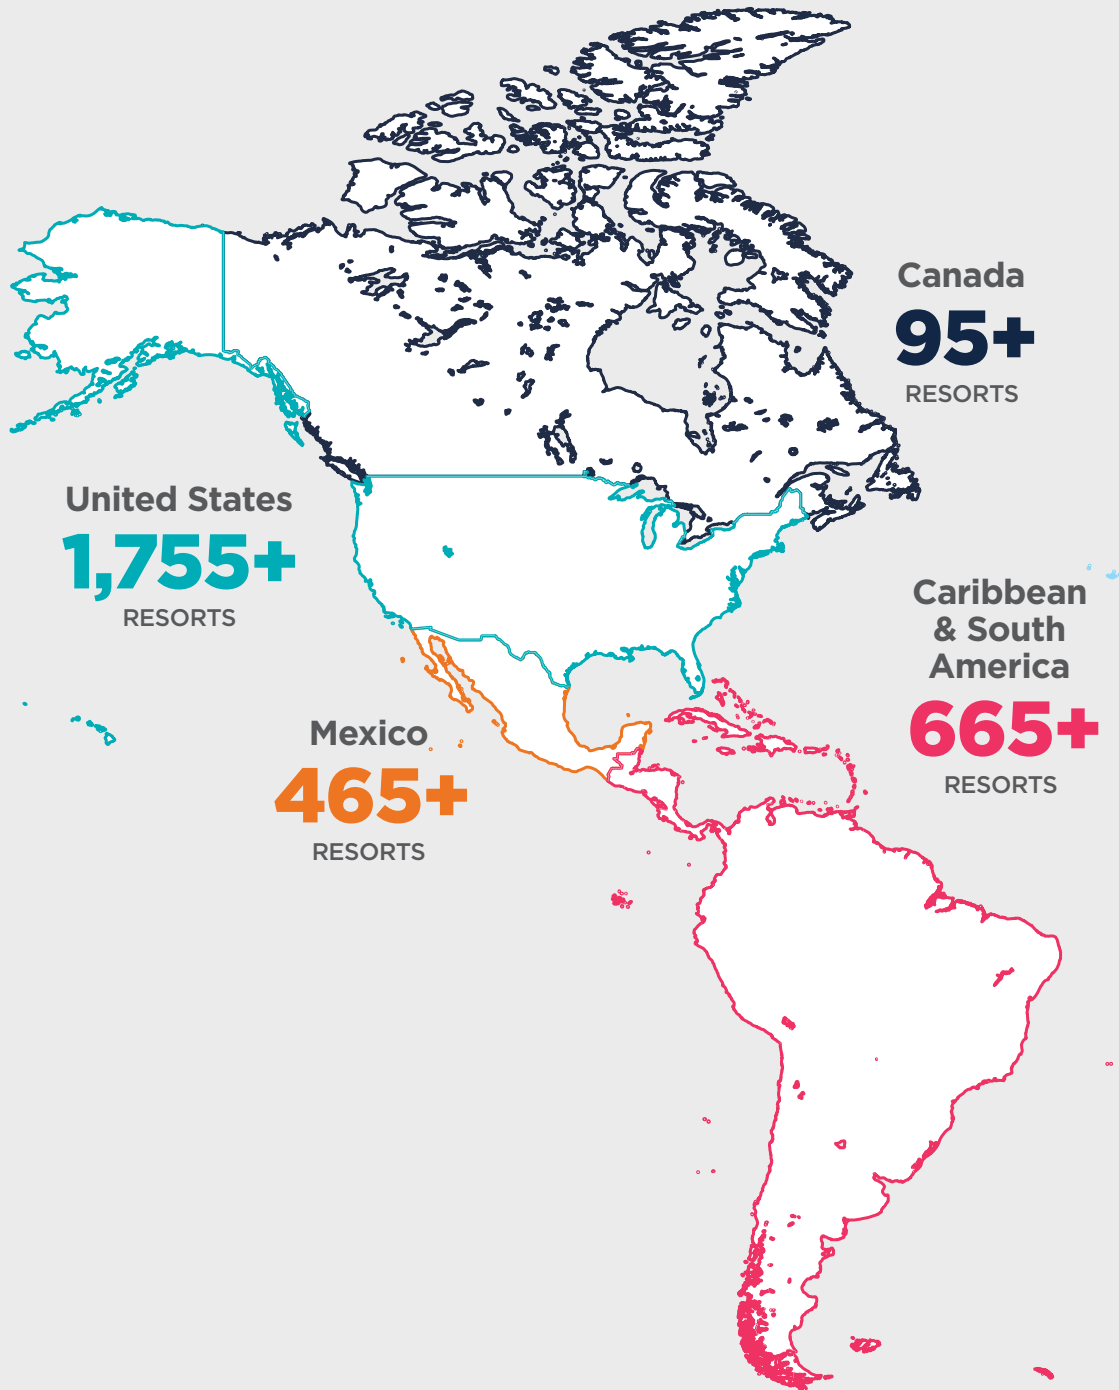 Canada
95+
RESORTS
United States
1,755+
RESORTS
Caribbean
& South
America
665+
RESORTS
Mexico
465+
RESORTS